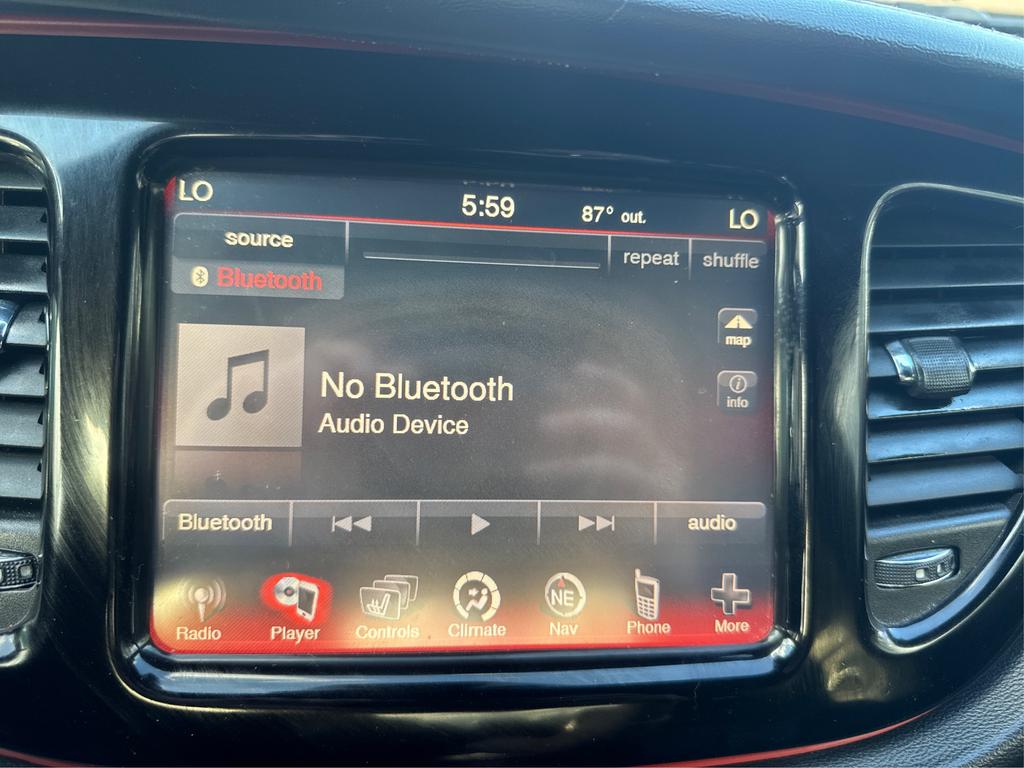 LO 5:59 87° out. LO
source repeat shuffle
Bluetooth
map
No Bluetooth
Audio Device
info
Bluetooth audio
NE
Radio Player Controls Climate Nav Phone More